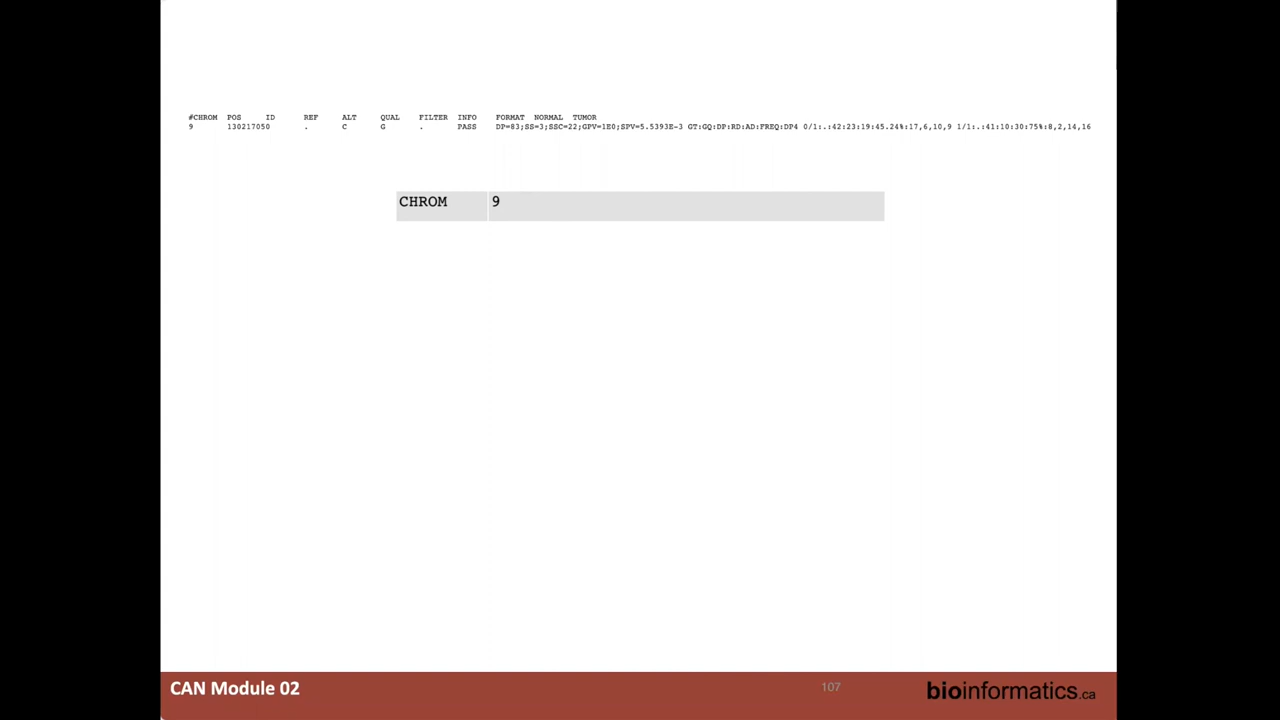 #CHROM POS ID REF ALT QUAL FILTER INFO FORMAT NORMAL TUMOR
9 130217050 . C G . PASS DP=83;SS=3;SSC=22;GPV=1E0;SPV=5.5393E-3 GT:GQ:DP:RD:AD:FREQ:DP4 0/1:.:42:23:19:45.24%:17,6,10,9 1/1:.:41:10:30:75%:8,2,14,16
CHROM 9
CAN Module 02 107 bioinformatics.ca